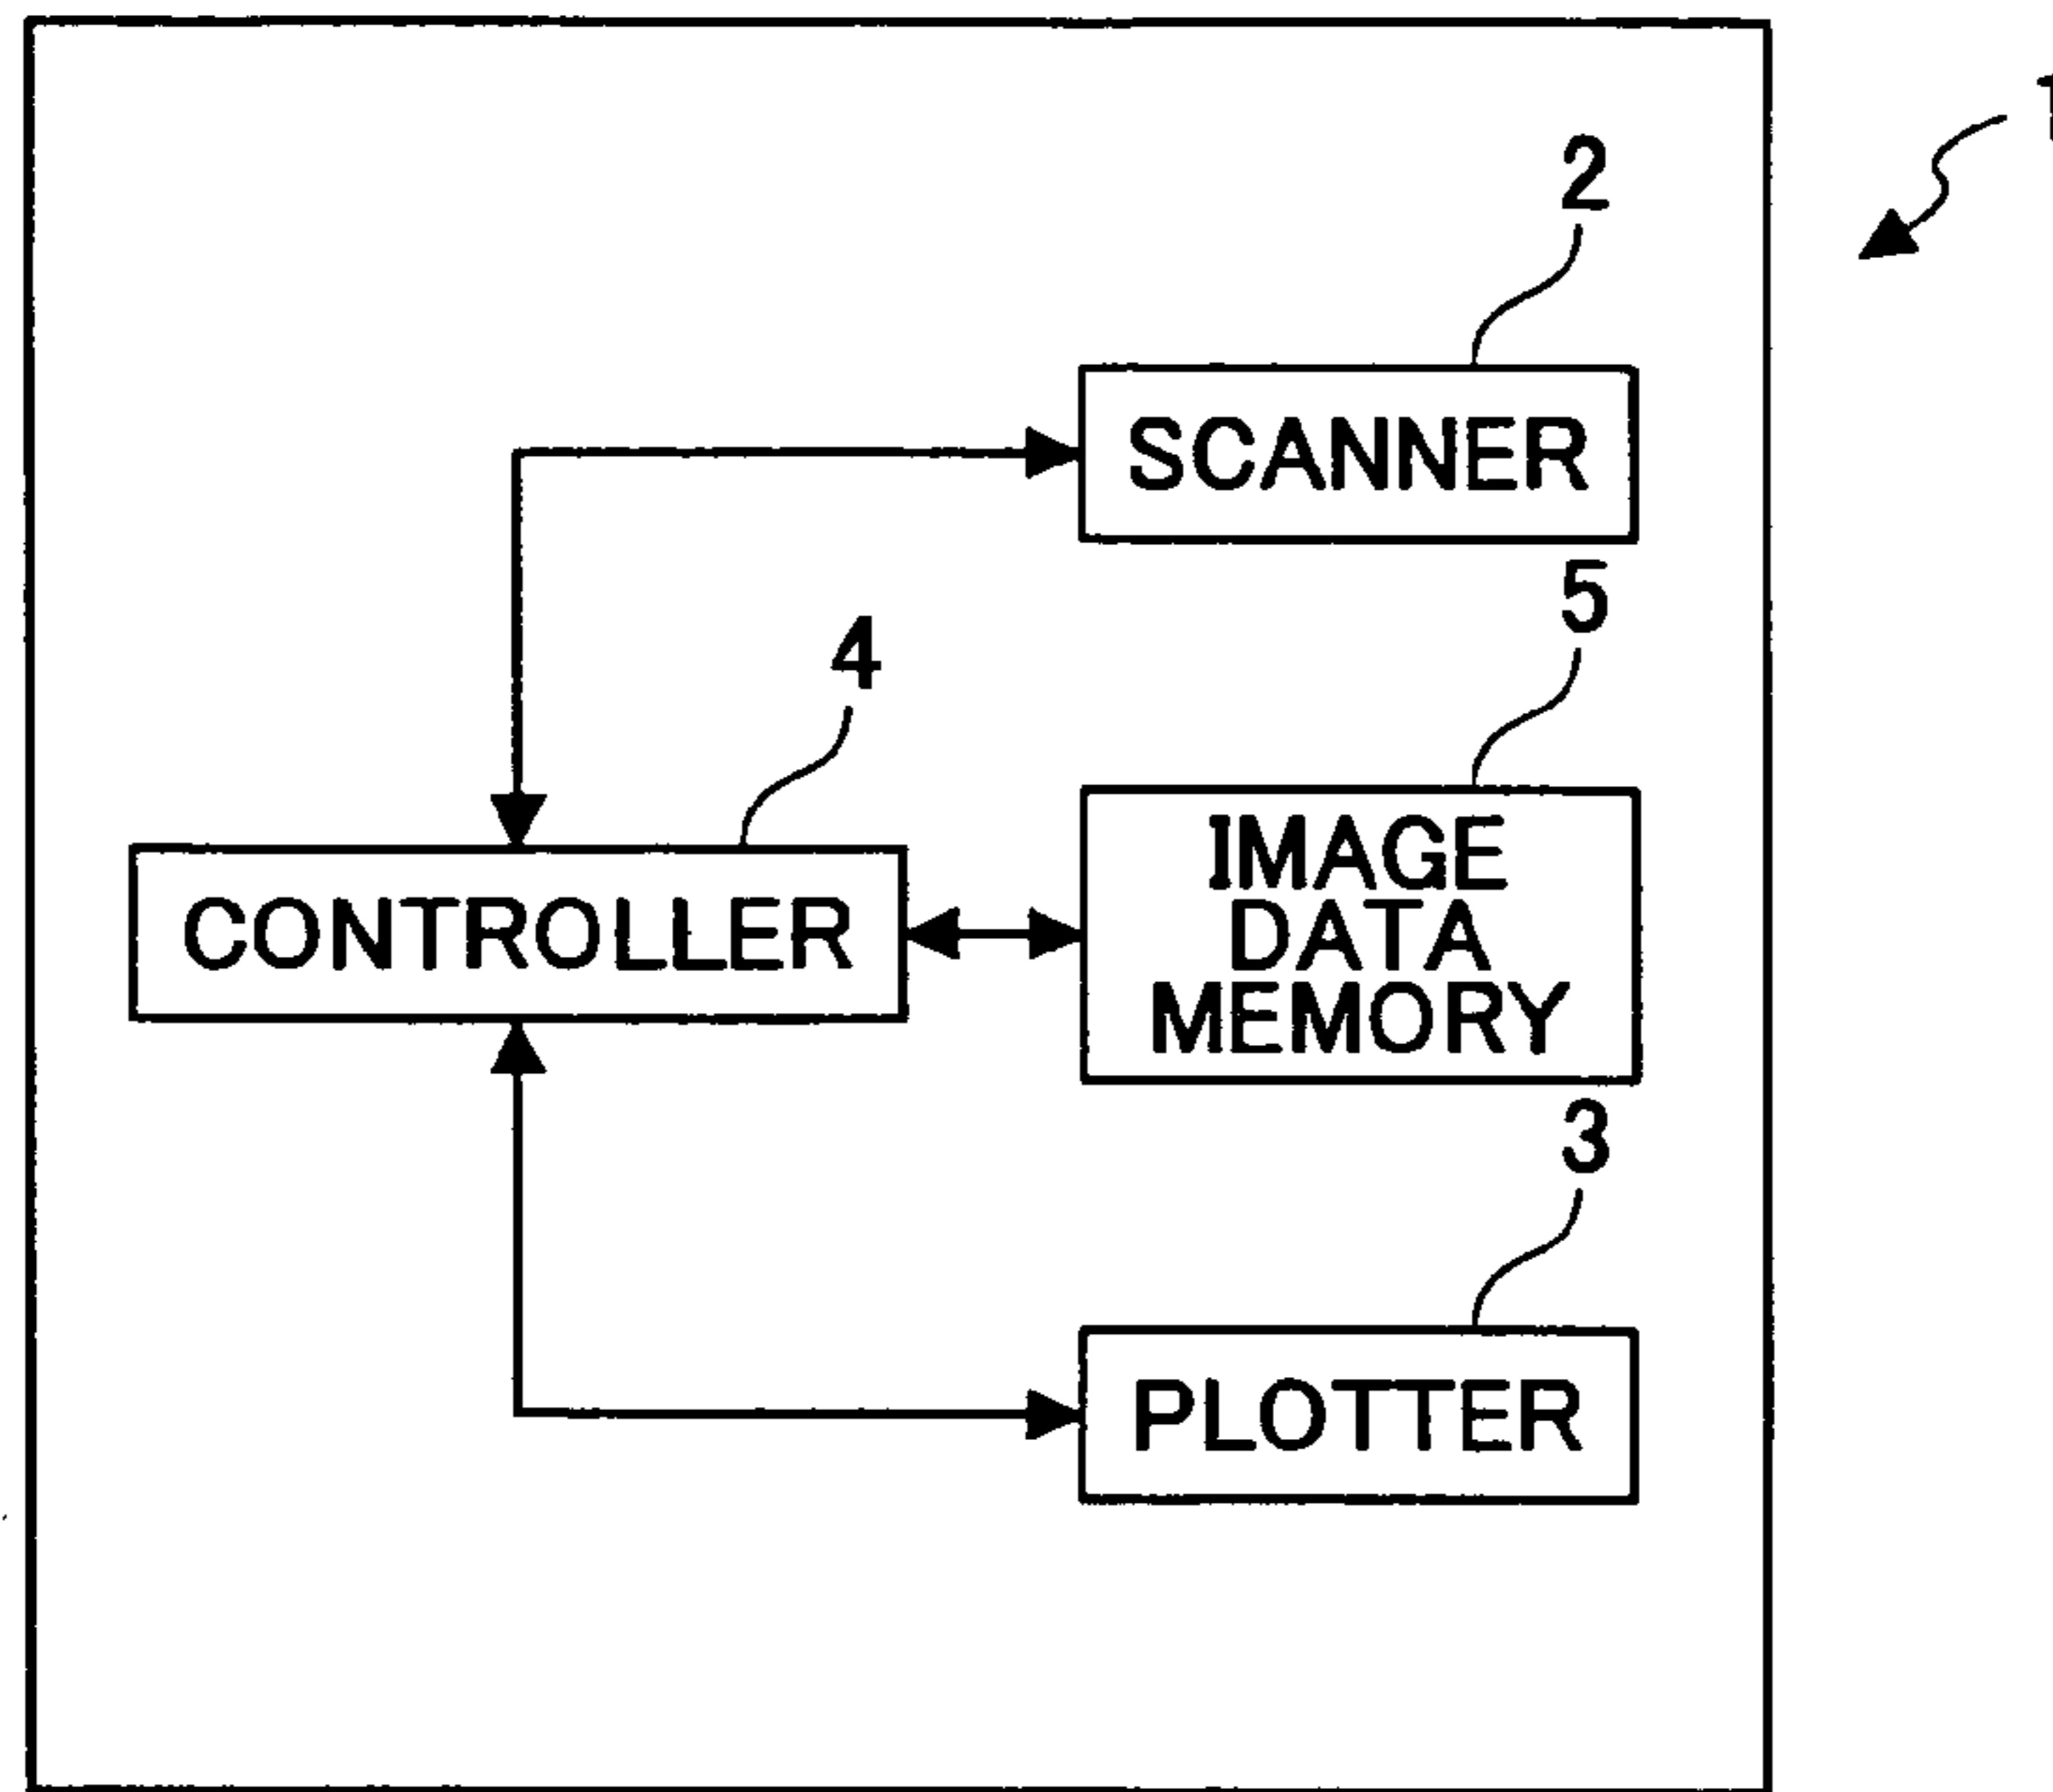 1
2
SCANNER
5
4
IMAGE
DATA
MEMORY
CONTROLLER
3
PLOTTER